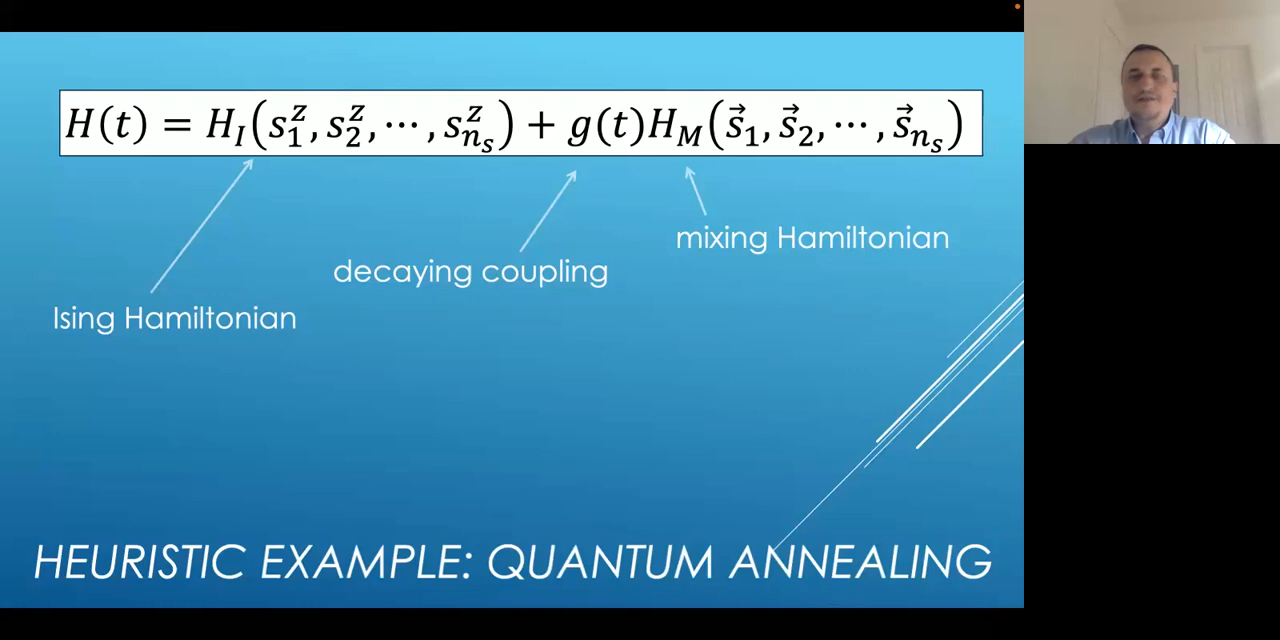 H(t) = H_I(s_1^z, s_2^z, ⋯, s_{n_s}^z) + g(t)H_M(s⃗_1, s⃗_2, ⋯, s⃗_{n_s})
mixing Hamiltonian
decaying coupling
Ising Hamiltonian
HEURISTIC EXAMPLE: QUANTUM ANNEALING